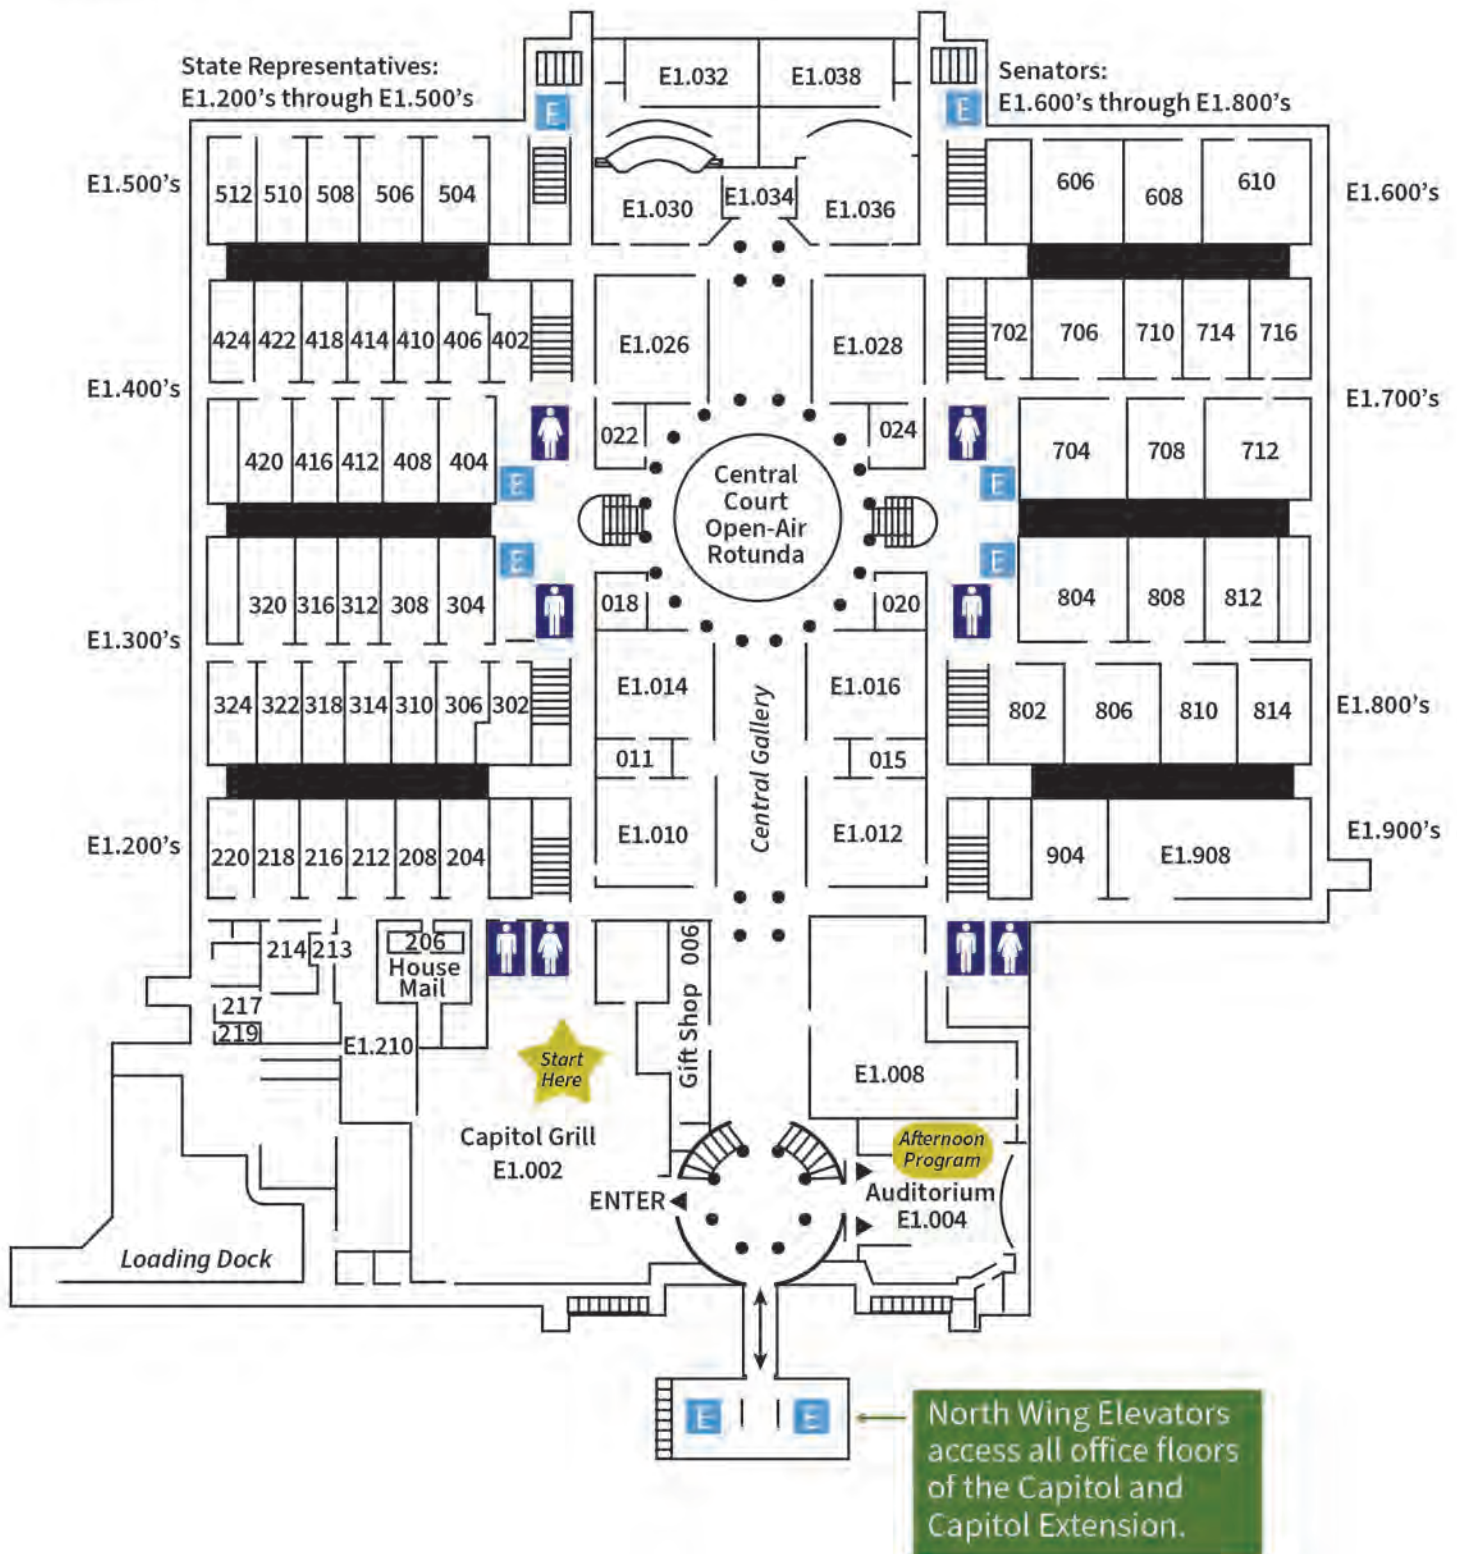 State Representatives:
E1.200's through E1.500's
Senators:
E1.600's through E1.800's
E
E
E1.032
E1.038
E1.500's
512
510
508
506
504
E1.030
E1.034
E1.036
606
608
610
E1.600's
424
422
418
414
410
406
402
E1.026
E1.028
702
706
710
714
716
E1.400's
E1.700's
420
416
412
408
404
022
024
704
708
712
E
E
Central
Court
Open-Air
Rotunda
E
E
320
316
312
308
304
018
020
804
808
812
E1.300's
324
322
318
314
310
306
302
E1.014
E1.016
802
806
810
814
E1.800's
011
015
Central Gallery
E1.010
E1.012
E1.200's
220
218
216
212
208
204
904
E1.908
E1.900's
214
213
206
House
Mail
217
219
E1.210
Gift Shop 006
Start
Here
E1.008
Capitol Grill
E1.002
Afternoon
Program
Auditorium
E1.004
ENTER
Loading Dock
E
E
North Wing Elevators
access all office floors
of the Capitol and
Capitol Extension.